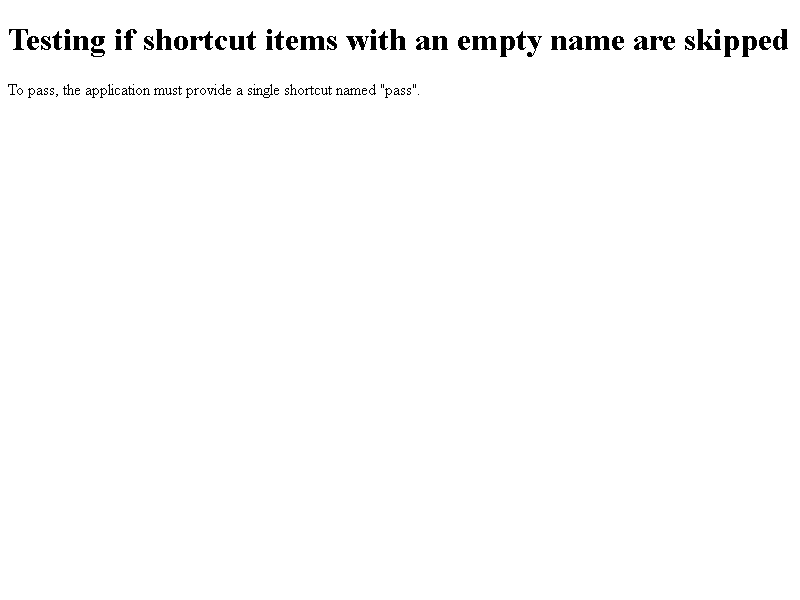 Testing if shortcut items with an empty name are skipped
To pass, the application must provide a single shortcut named "pass".